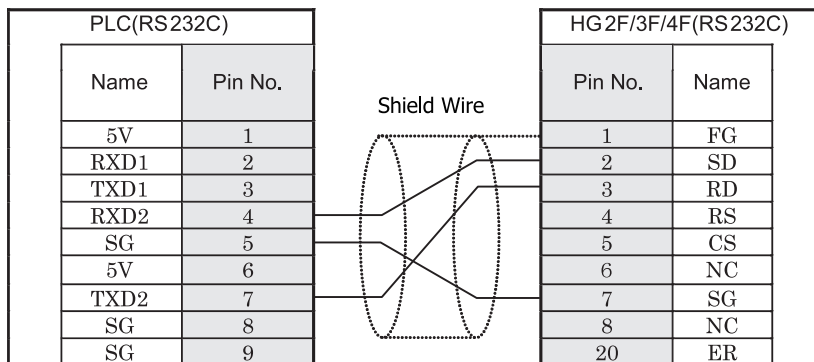 PLC(RS232C) HG2F/3F/4F(RS232C)
Name Pin No. Pin No. Name
Shield Wire
5V 1 1 FG
RXD1 2 2 SD
TXD1 3 3 RD
RXD2 4 4 RS
SG 5 5 CS
5V 6 6 NC
TXD2 7 7 SG
SG 8 8 NC
SG 9 20 ER